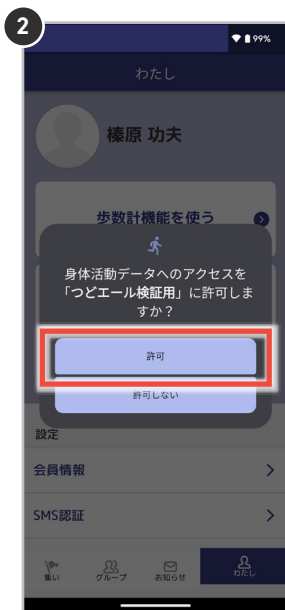 2
99%
わたし
榛原 功夫
歩数計機能を使う
身体活動データへのアクセスを
「つどエール検証用」に許可しま
すか？
許可
許可しない
設定
会員情報
SMS認証
集い
グループ
お知らせ
わたし